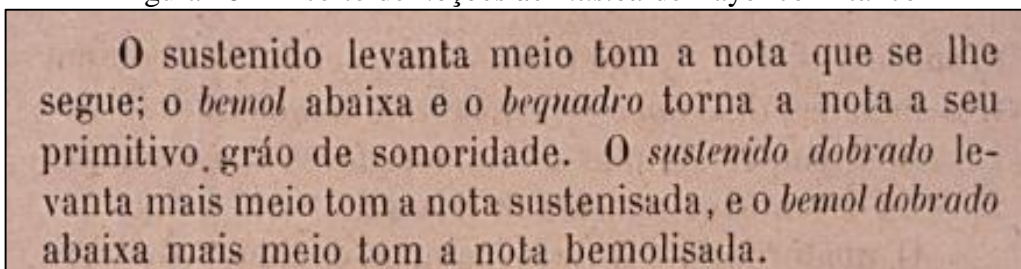 O sustenido levanta meio tom a nota que se lhe
segue; o bemol abaixa e o bequadro torna a nota a seu
primitivo gráo de sonoridade. O sustenido dobrado le-
vanta mais meio tom a nota sustenisada, e o bemol dobrado
abaixa mais meio tom a nota bemolisada.